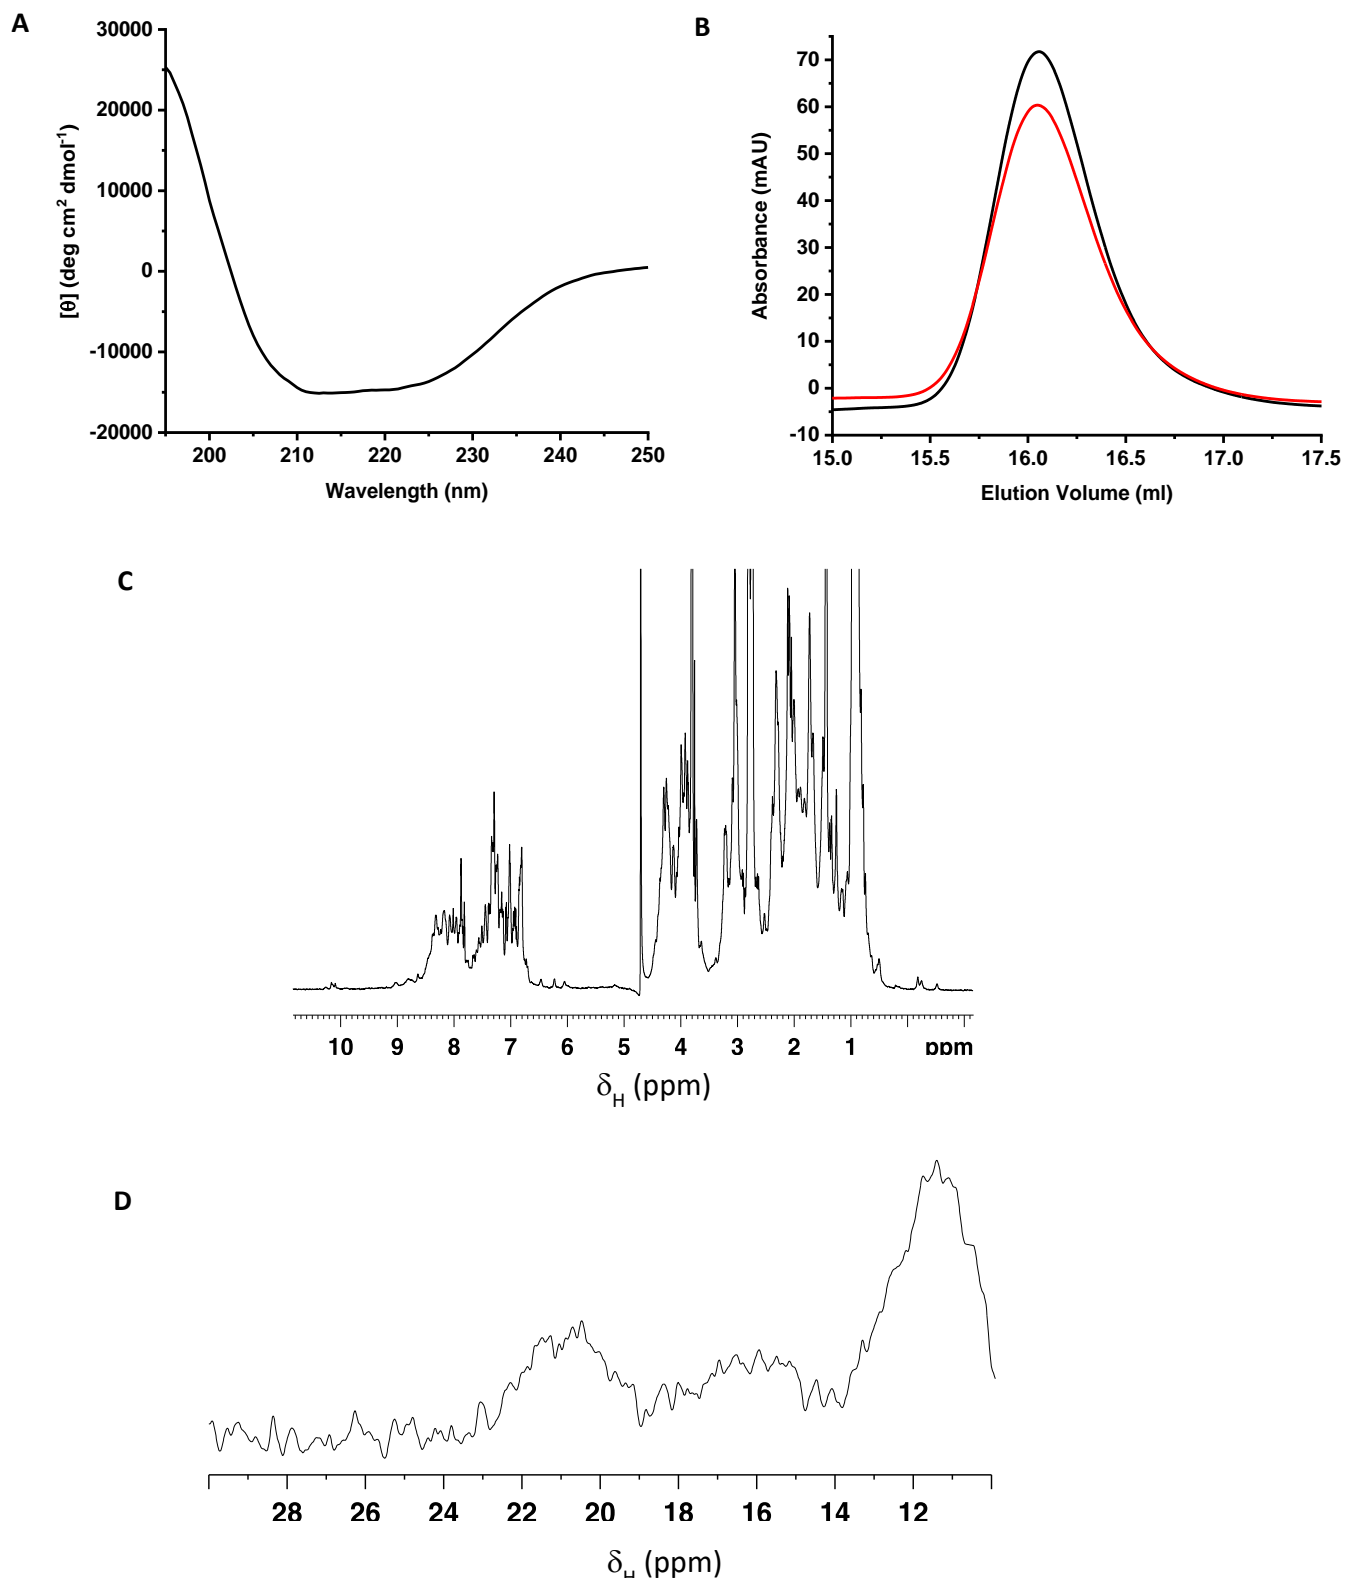 A
30000
20000
10000
0
-10000
-20000
[θ] (deg cm² dmol⁻¹)
200 210 220 230 240 250
Wavelength (nm)
B
70
60
50
40
30
20
10
0
-10
Absorbance (mAU)
15.0 15.5 16.0 16.5 17.0 17.5
Elution Volume (ml)
C
10 9 8 7 6 5 4 3 2 1 ppm
δH (ppm)
D
28 26 24 22 20 18 16 14 12
δH (ppm)